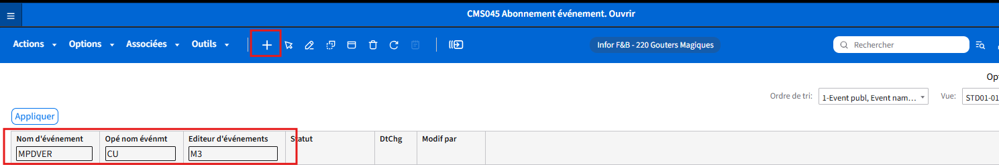 CMS045 Abonnement événement. Ouvrir
Actions Options Associées Outils Infor F&B - 220 Gouters Magiques Rechercher
Opt
Ordre de tri: 1-Event publ, Event nam… Vue: STD01-01
Appliquer
Nom d'événement Opé nom événmt Editeur d'événements Statut DtChg Modif par
MPDVER CU M3